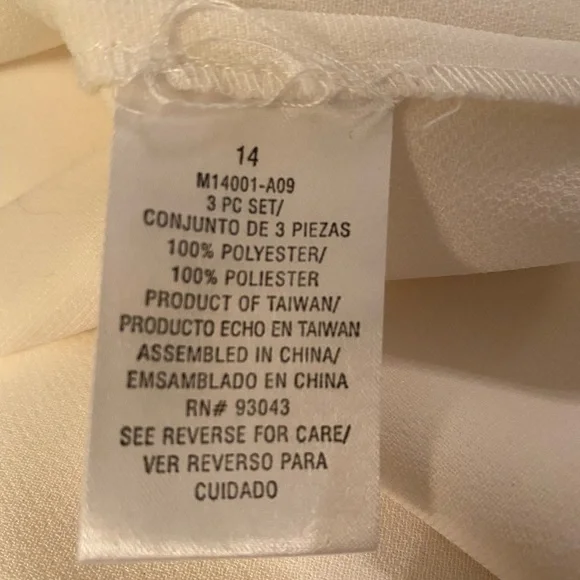 14
M14001-A09
3 PC SET/
CONJUNTO DE 3 PIEZAS
100% POLYESTER/
100% POLIESTER
PRODUCT OF TAIWAN/
PRODUCTO ECHO EN TAIWAN
ASSEMBLED IN CHINA/
EMSAMBLADO EN CHINA
RN# 93043
SEE REVERSE FOR CARE/
VER REVERSO PARA
CUIDADO